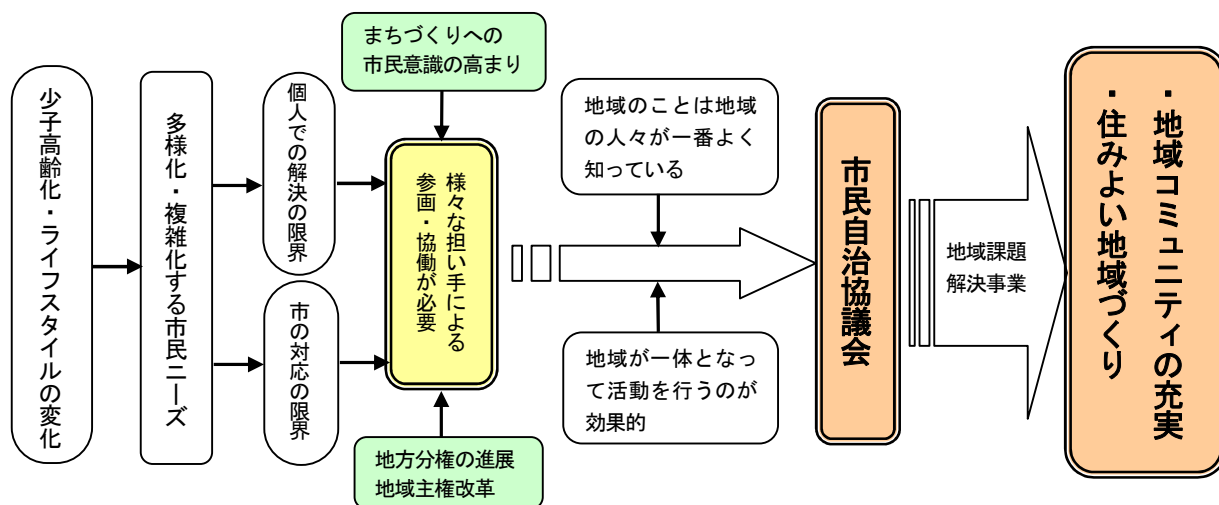 少子高齢化・ライフスタイルの変化
多様化・複雑化する市民ニーズ
個人での解決の限界
市の対応の限界
まちづくりへの
市民意識の高まり
様々な担い手による
参画・協働が必要
地方分権の進展
地域主権改革
地域のことは地域
の人々が一番よく
知っている
地域が一体となっ
て活動を行うのが
効果的
市民自治協議会
地域課題
解決事業
・地域コミュニティの充実
・住みよい地域づくり